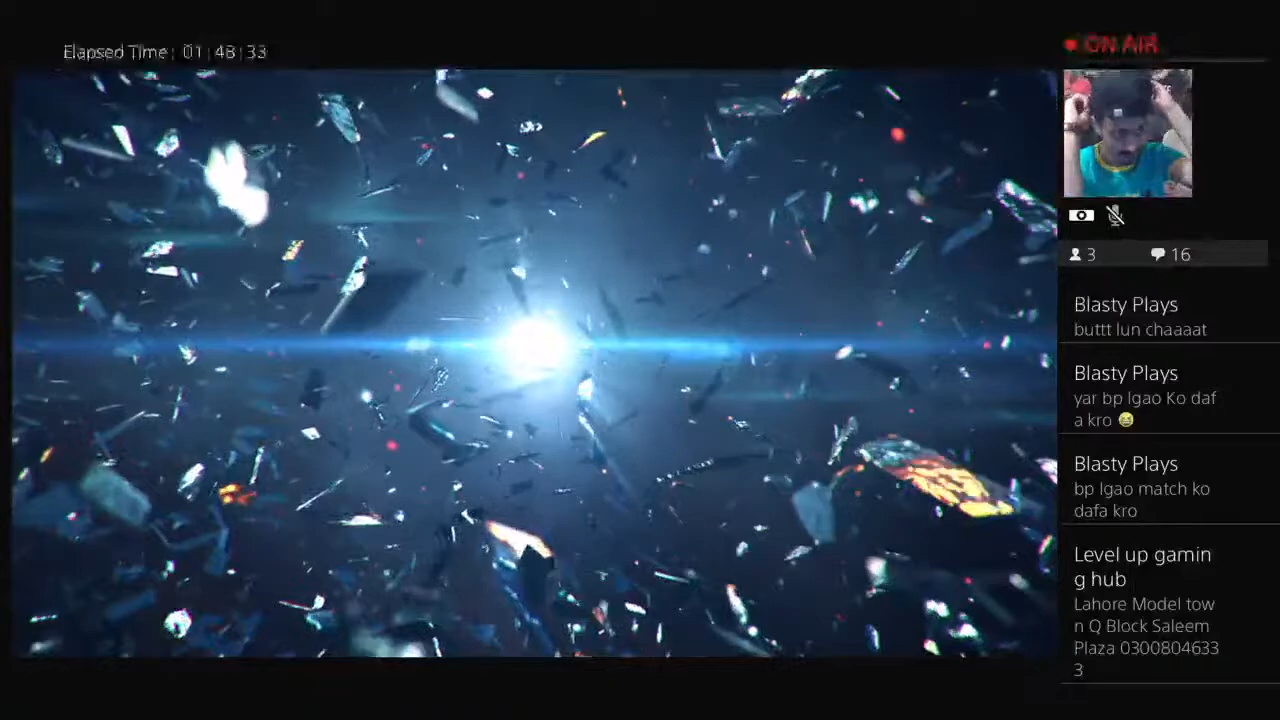 Elapsed Time : 01:48:33
ON AIR
3 16
Blasty Plays
buttt lun chaaaat
Blasty Plays
yar bp lgao Ko daf
a kro 😆
Blasty Plays
bp lgao match ko
dafa kro
Level up gamin
g hub
Lahore Model tow
n Q Block Saleem
Plaza 0300804633
3